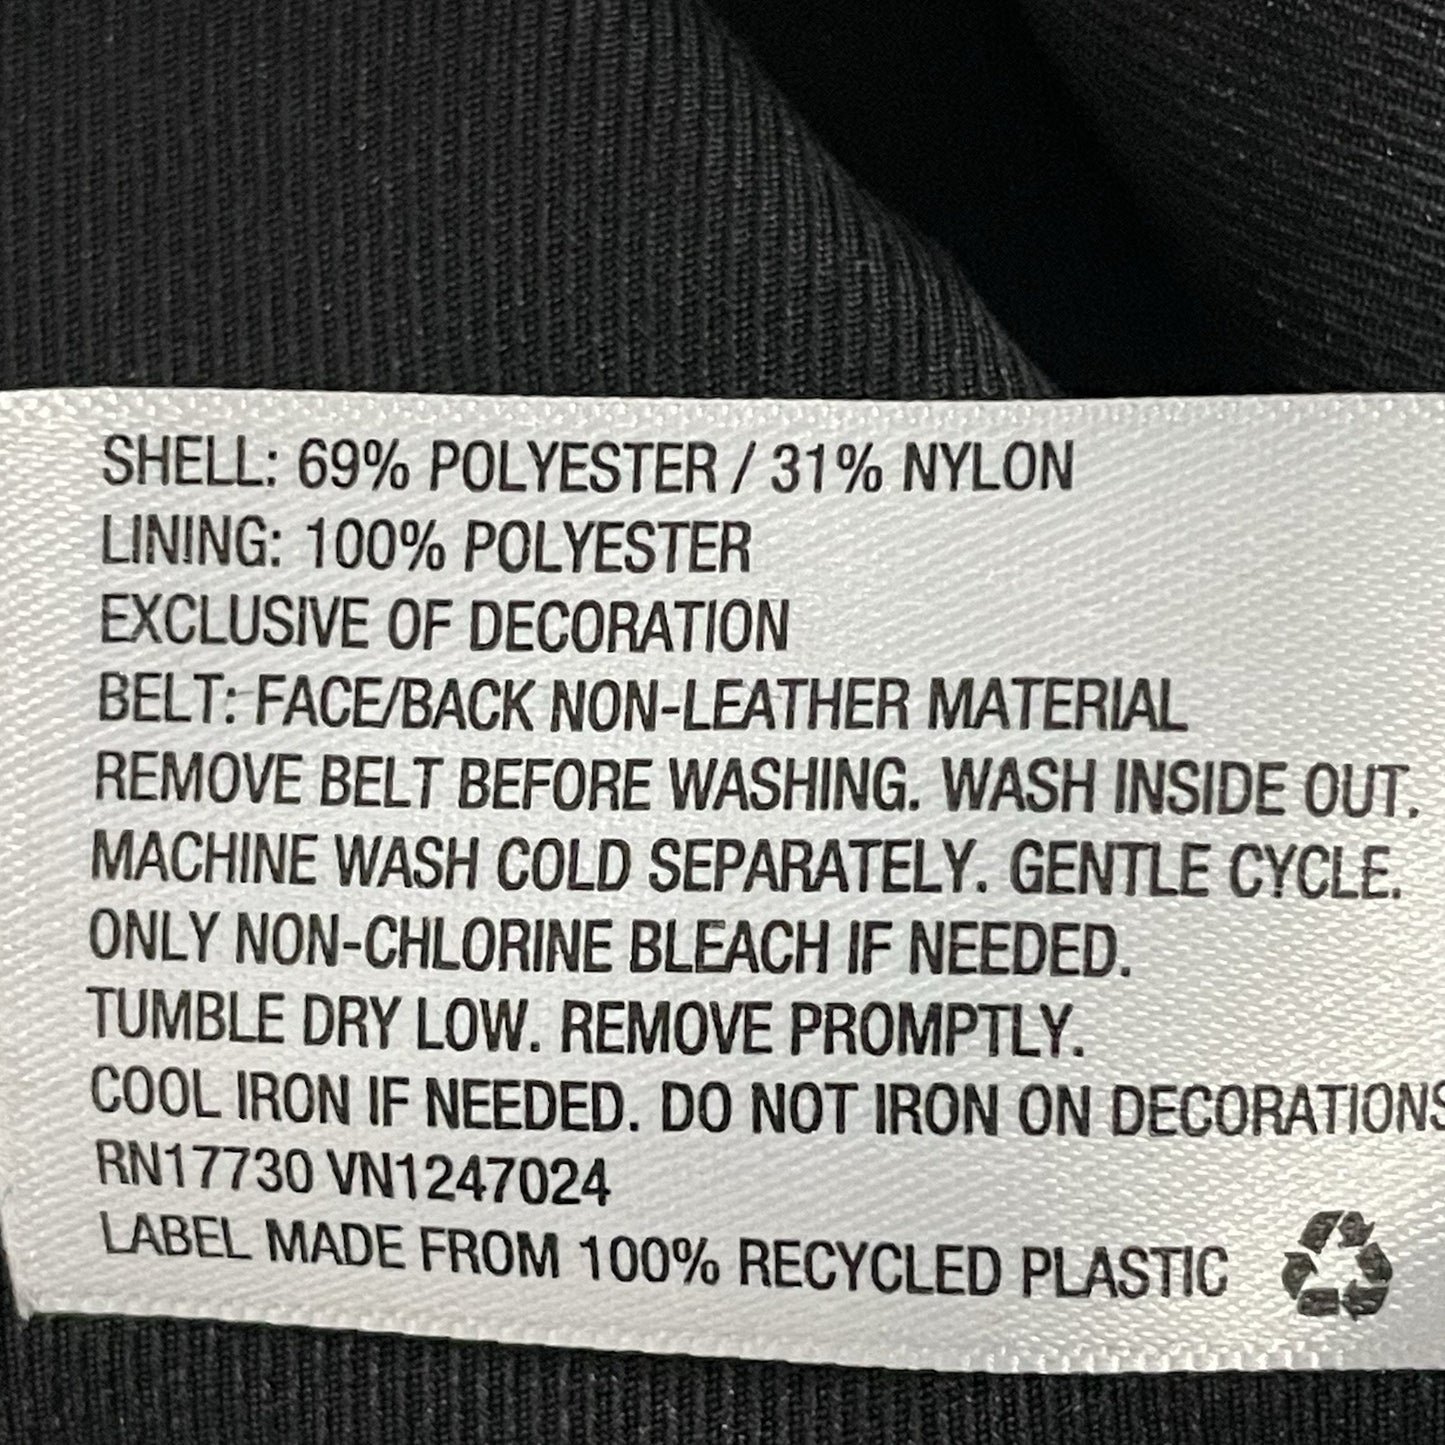 SHELL: 69% POLYESTER / 31% NYLON
LINING: 100% POLYESTER
EXCLUSIVE OF DECORATION
BELT: FACE/BACK NON-LEATHER MATERIAL
REMOVE BELT BEFORE WASHING. WASH INSIDE OUT.
MACHINE WASH COLD SEPARATELY. GENTLE CYCLE.
ONLY NON-CHLORINE BLEACH IF NEEDED.
TUMBLE DRY LOW. REMOVE PROMPTLY.
COOL IRON IF NEEDED. DO NOT IRON ON DECORATIONS
RN17730 VN1247024
LABEL MADE FROM 100% RECYCLED PLASTIC